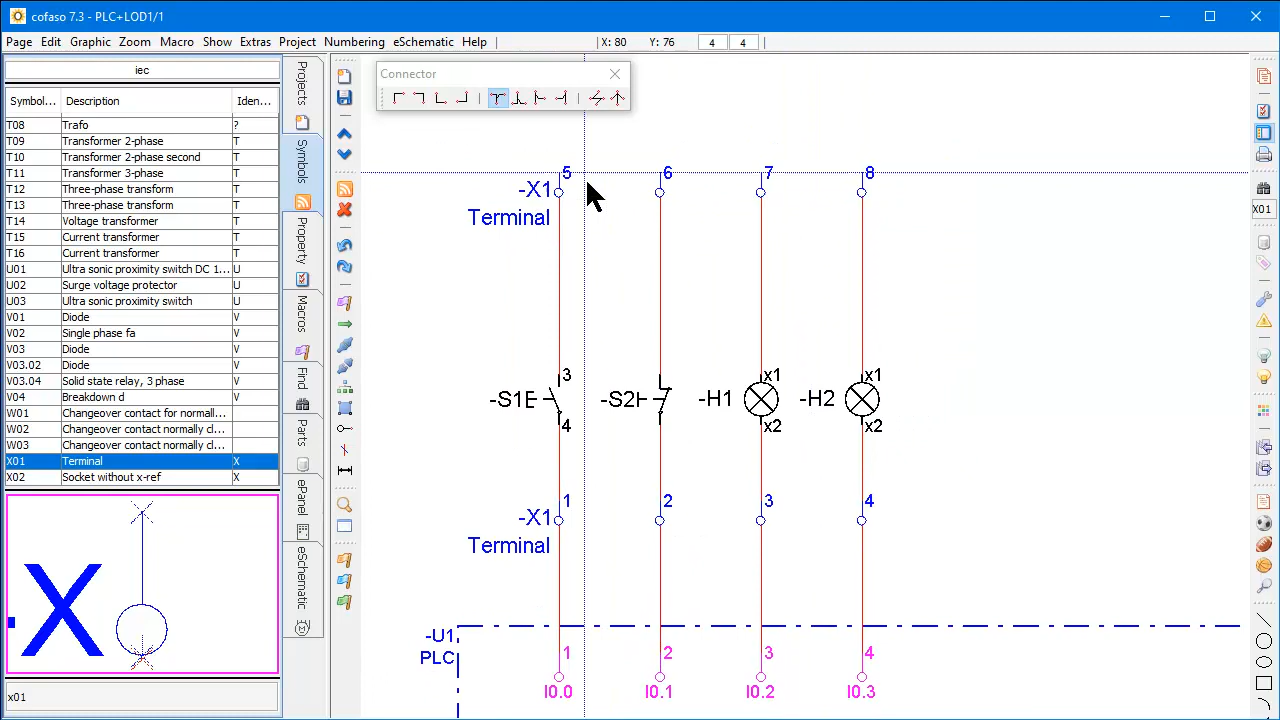 cofaso 7.3 - PLC+LOD1/1
Page Edit Graphic Zoom Macro Show Extras Project Numbering eSchematic Help X: 80 Y: 76 4 4
iec
Symbol... Description Iden...
T08 Trafo ?
T09 Transformer 2-phase T
T10 Transformer 2-phase second T
T11 Transformer 3-phase T
T12 Three-phase transform T
T13 Three-phase transform T
T14 Voltage transformer T
T15 Current transformer T
T16 Current transformer T
U01 Ultra sonic proximity switch DC 1... U
U02 Surge voltage protector U
U03 Ultra sonic proximity switch U
V01 Diode V
V02 Single phase fa V
V03 Diode V
V03.02 Diode V
V03.04 Solid state relay, 3 phase V
V04 Breakdown d V
W01 Changeover contact for normall...
W02 Changeover contact normally cl...
W03 Changeover contact normally cl...
X01 Terminal X
X02 Socket without x-ref X
X
x01
Projects
Symbols
Property
Macros
Find
Parts
ePanel
eSchematic
Connector
5 6 7 8
-X1
Terminal
3 x1 x1
-S1 -S2 -H1 -H2
4 x2 x2
1 2 3 4
-X1
Terminal
-U1
PLC
1 2 3 4
I0.0 I0.1 I0.2 I0.3
X01